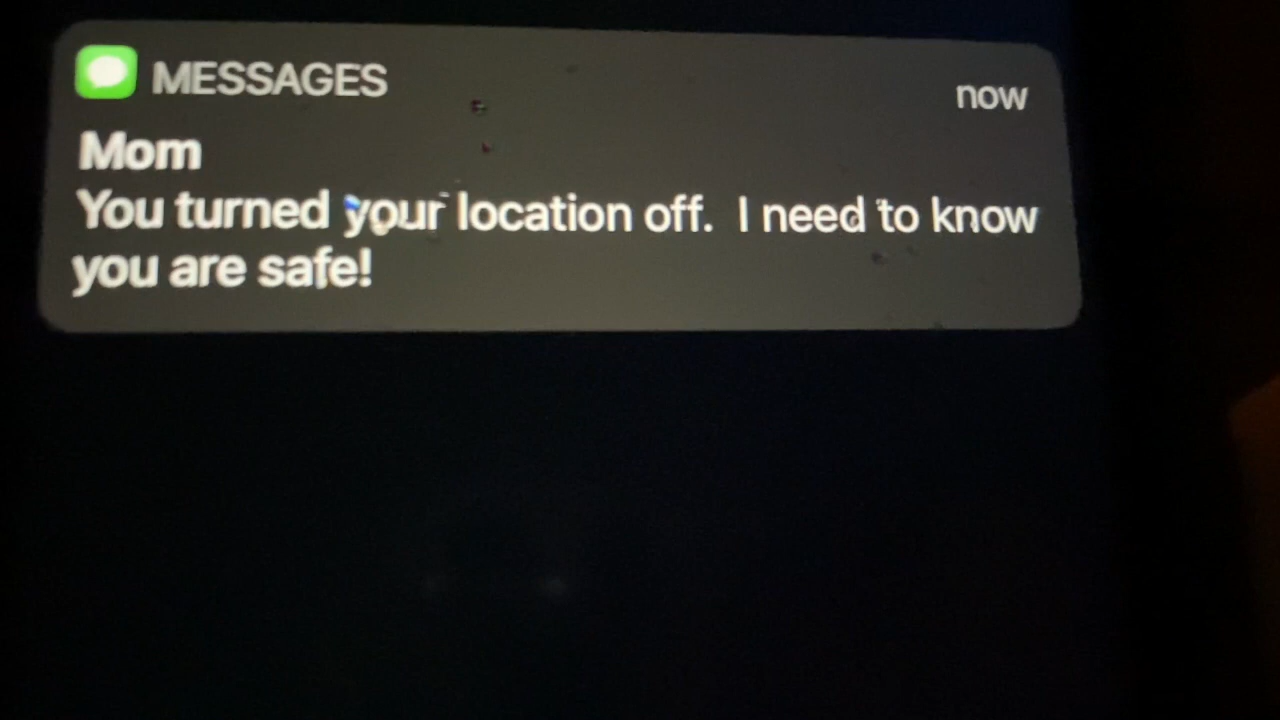 MESSAGES
now
Mom
You turned your location off.  I need to know
you are safe!